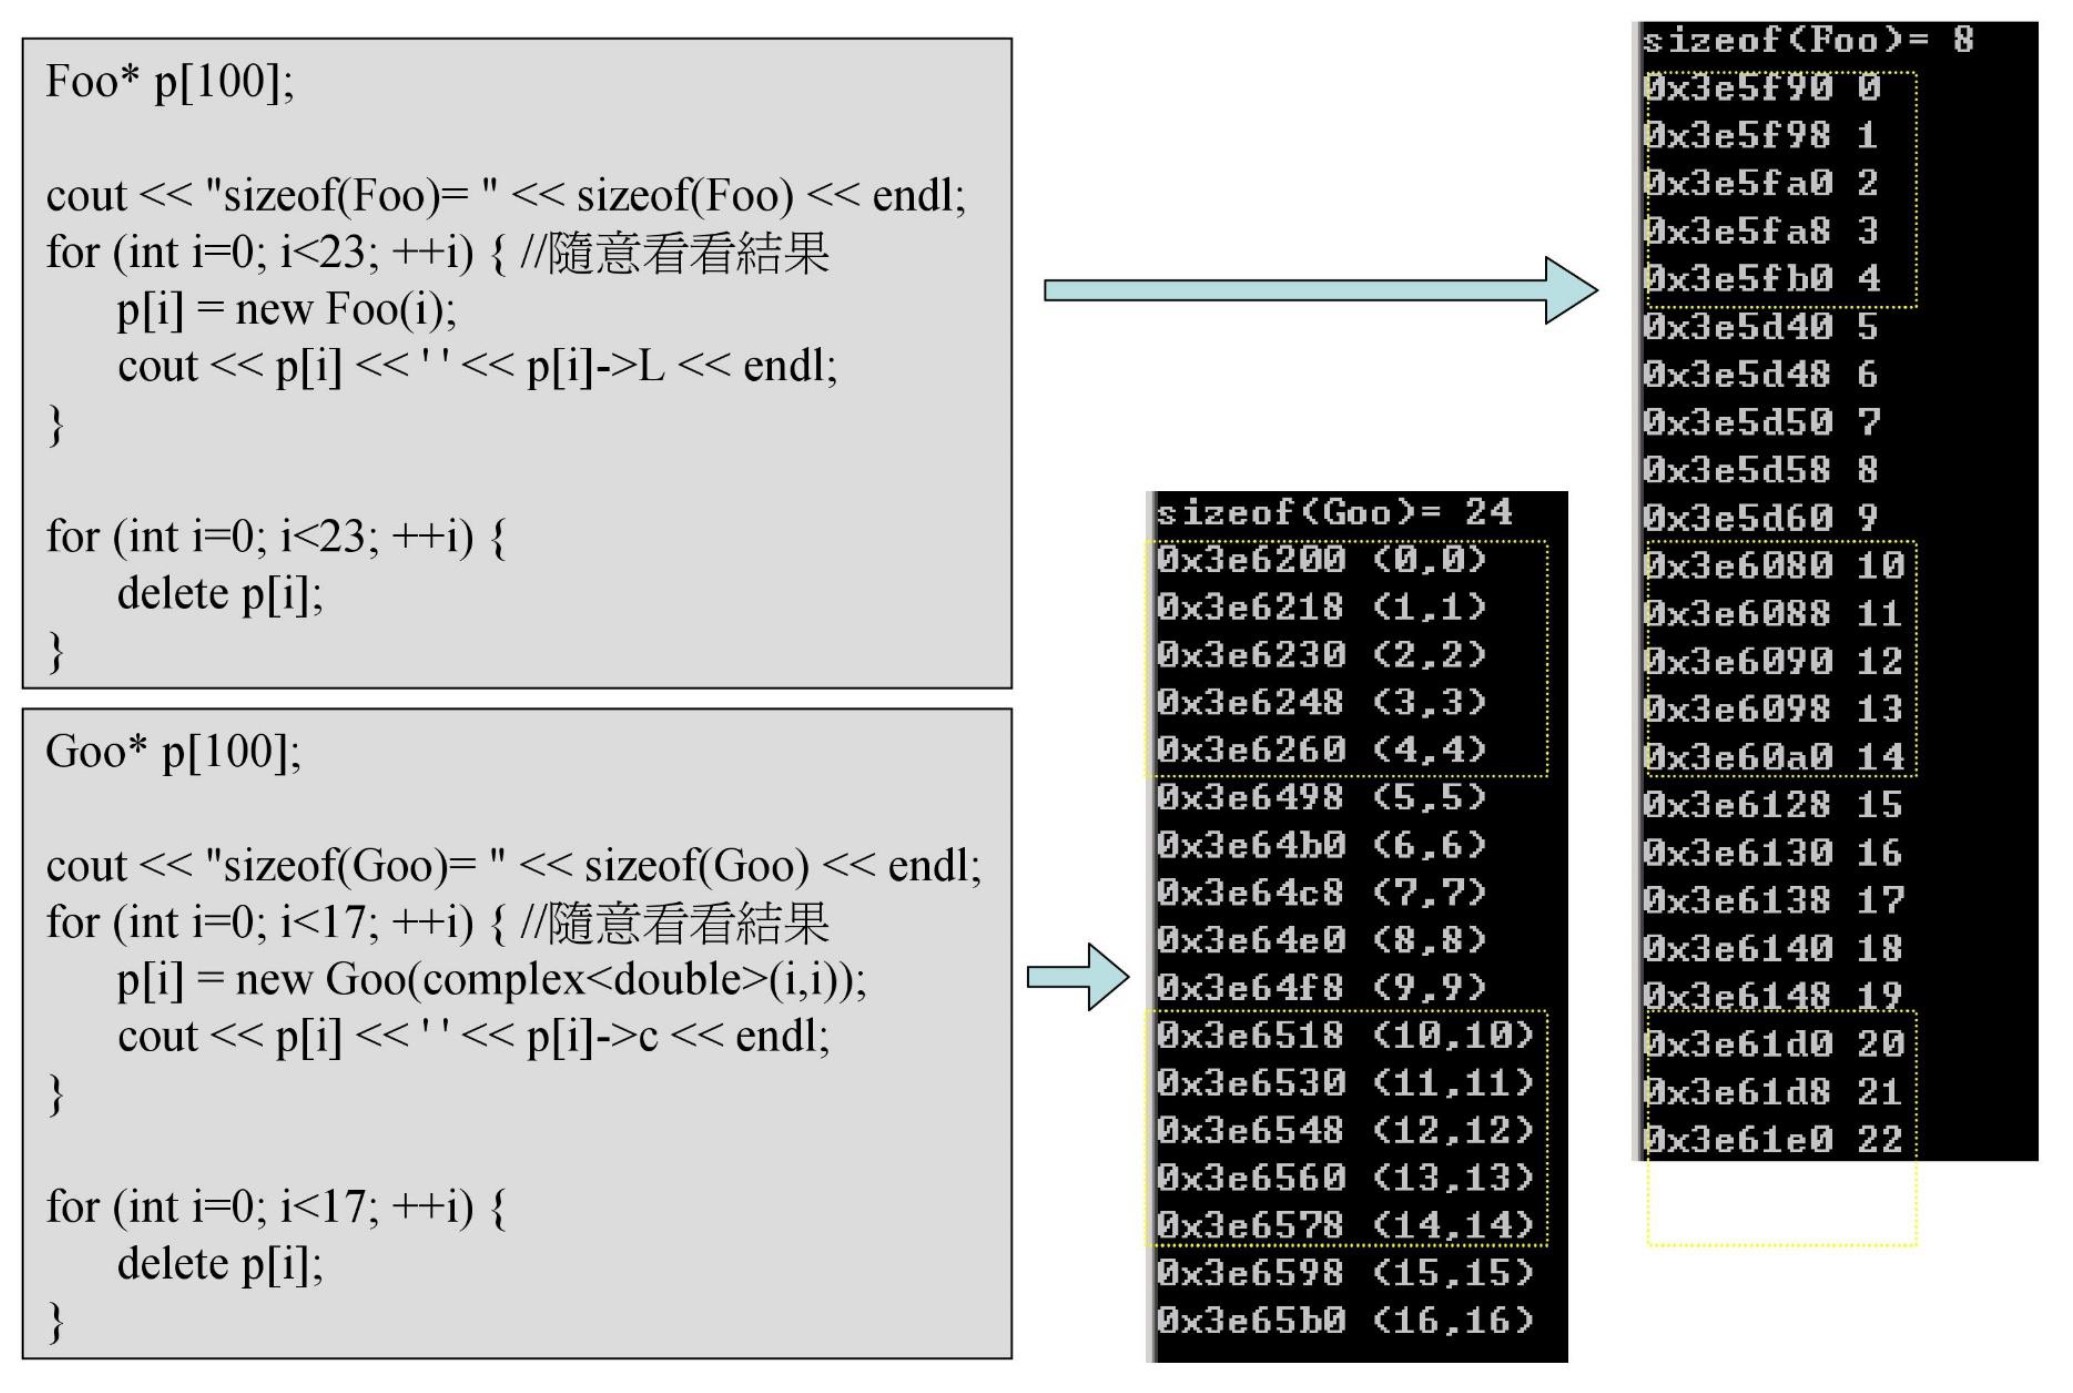 Foo* p[100];
cout << "sizeof(Foo)= " << sizeof(Foo) << endl;
for (int i=0; i<23; ++i) { //隨意看看結果
p[i] = new Foo(i);
cout << p[i] << ' ' << p[i]->L << endl;
}
for (int i=0; i<23; ++i) {
delete p[i];
}
Goo* p[100];
cout << "sizeof(Goo)= " << sizeof(Goo) << endl;
for (int i=0; i<17; ++i) { //隨意看看結果
p[i] = new Goo(complex<double>(i,i));
cout << p[i] << ' ' << p[i]->c << endl;
}
for (int i=0; i<17; ++i) {
delete p[i];
}
sizeof(Goo)= 24
0x3e6200 (0,0)
0x3e6218 (1,1)
0x3e6230 (2,2)
0x3e6248 (3,3)
0x3e6260 (4,4)
0x3e6498 (5,5)
0x3e64b0 (6,6)
0x3e64c8 (7,7)
0x3e64e0 (8,8)
0x3e64f8 (9,9)
0x3e6518 (10,10)
0x3e6530 (11,11)
0x3e6548 (12,12)
0x3e6560 (13,13)
0x3e6578 (14,14)
0x3e6598 (15,15)
0x3e65b0 (16,16)
sizeof(Foo)= 8
0x3e5f90 0
0x3e5f98 1
0x3e5fa0 2
0x3e5fa8 3
0x3e5fb0 4
0x3e5d40 5
0x3e5d48 6
0x3e5d50 7
0x3e5d58 8
0x3e5d60 9
0x3e6080 10
0x3e6088 11
0x3e6090 12
0x3e6098 13
0x3e60a0 14
0x3e6128 15
0x3e6130 16
0x3e6138 17
0x3e6140 18
0x3e6148 19
0x3e61d0 20
0x3e61d8 21
0x3e61e0 22